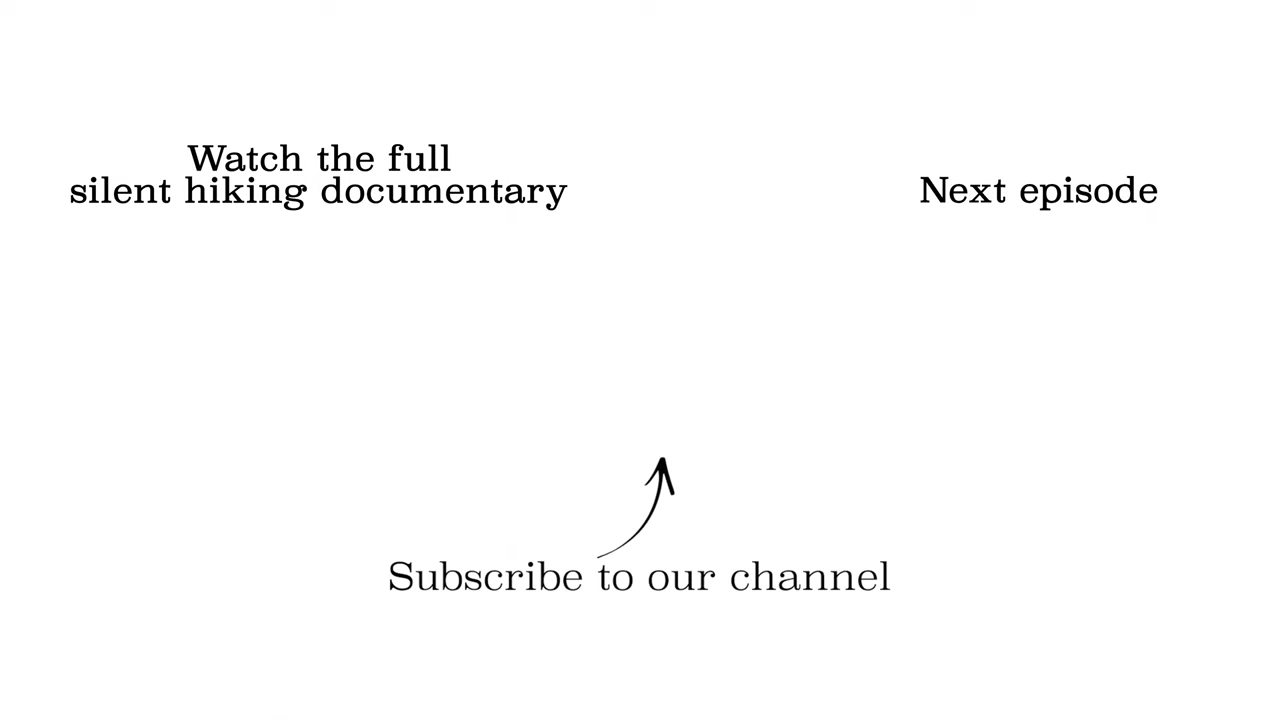 Watch the full
silent hiking documentary
Next episode
Subscribe to our channel